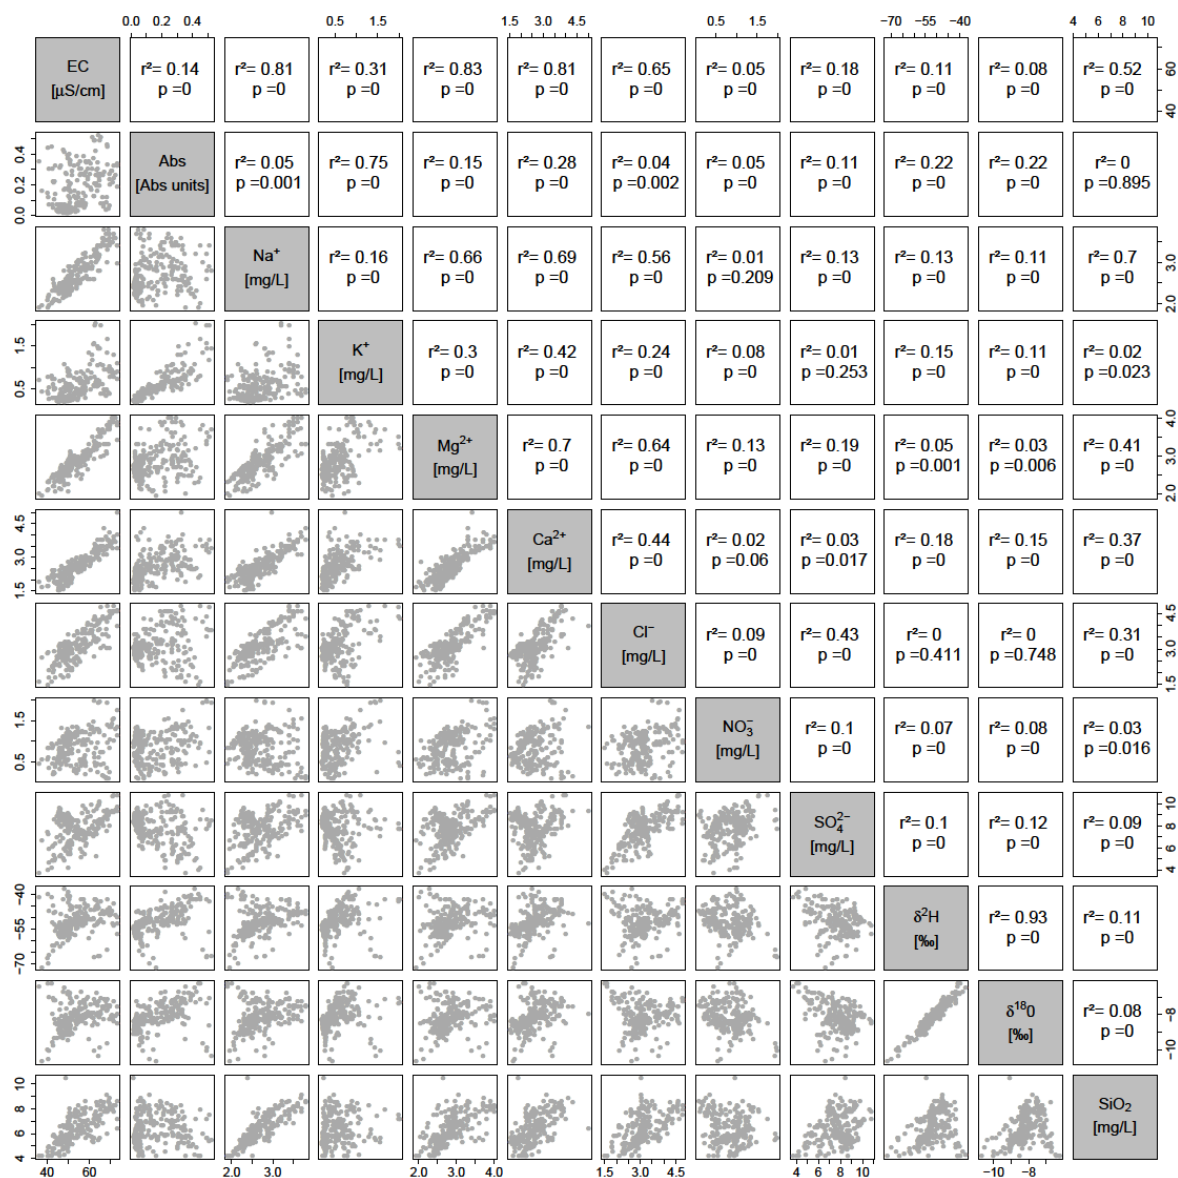 0.0 0.2 0.4 0.5 1.5 1.5 3.0 4.5 0.5 1.5 −70 −55 −40 4 6 8 10
EC r²= 0.14 r²= 0.81 r²= 0.31 r²= 0.83 r²= 0.81 r²= 0.65 r²= 0.05 r²= 0.18 r²= 0.11 r²= 0.08 r²= 0.52
[µS/cm] p =0 p =0 p =0 p =0 p =0 p =0 p =0 p =0 p =0 p =0 p =0
40 60
0.0 0.2 0.4
Abs r²= 0.05 r²= 0.75 r²= 0.15 r²= 0.28 r²= 0.04 r²= 0.05 r²= 0.11 r²= 0.22 r²= 0.22 r²= 0
[Abs units] p =0.001 p =0 p =0 p =0 p =0.002 p =0 p =0 p =0 p =0 p =0.895
Na⁺ r²= 0.16 r²= 0.66 r²= 0.69 r²= 0.56 r²= 0.01 r²= 0.13 r²= 0.13 r²= 0.11 r²= 0.7
[mg/L] p =0 p =0 p =0 p =0 p =0.209 p =0 p =0 p =0 p =0
2.0 3.0
0.5 1.5
K⁺ r²= 0.3 r²= 0.42 r²= 0.24 r²= 0.08 r²= 0.01 r²= 0.15 r²= 0.11 r²= 0.02
[mg/L] p =0 p =0 p =0 p =0 p =0.253 p =0 p =0 p =0.023
Mg²⁺ r²= 0.7 r²= 0.64 r²= 0.13 r²= 0.19 r²= 0.05 r²= 0.03 r²= 0.41
[mg/L] p =0 p =0 p =0 p =0 p =0.001 p =0.006 p =0
2.0 3.0 4.0
1.5 3.0 4.5
Ca²⁺ r²= 0.44 r²= 0.02 r²= 0.03 r²= 0.18 r²= 0.15 r²= 0.37
[mg/L] p =0 p =0.06 p =0.017 p =0 p =0 p =0
Cl⁻ r²= 0.09 r²= 0.43 r²= 0 r²= 0 r²= 0.31
[mg/L] p =0 p =0 p =0.411 p =0.748 p =0
1.5 3.0 4.5
0.5 1.5
NO₃⁻ r²= 0.1 r²= 0.07 r²= 0.08 r²= 0.03
[mg/L] p =0 p =0 p =0 p =0.016
SO₄²⁻ r²= 0.1 r²= 0.12 r²= 0.09
[mg/L] p =0 p =0 p =0
4 6 8 10
−70 −55 −40
δ²H r²= 0.93 r²= 0.11
[‰] p =0 p =0
δ¹⁸0 r²= 0.08
[‰] p =0
−10 −8
4 6 8 10
SiO₂
[mg/L]
40 60 2.0 3.0 2.0 3.0 4.0 1.5 3.0 4.5 4 6 8 10 −10 −8